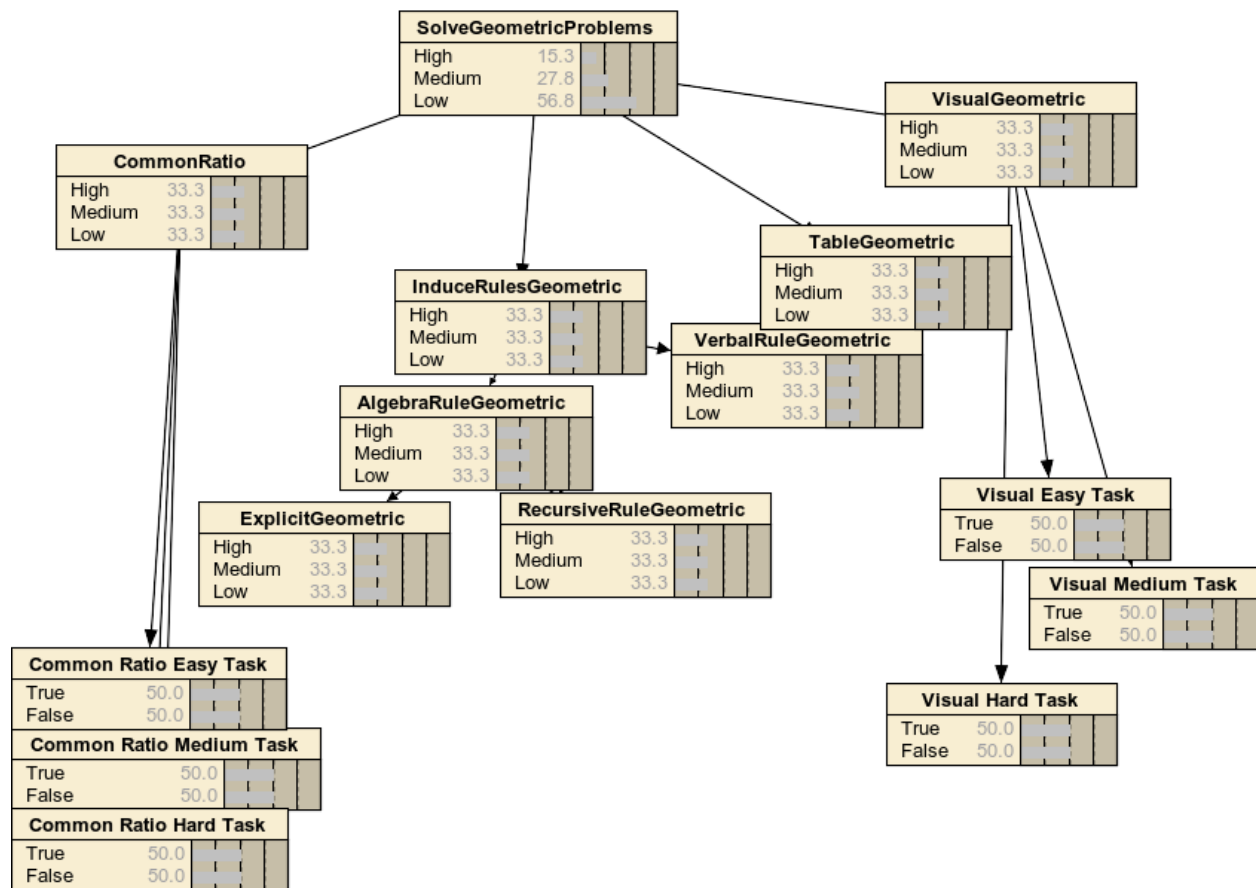 SolveGeometricProblems
High 15.3
Medium 27.8
Low 56.8
VisualGeometric
High 33.3
Medium 33.3
Low 33.3
CommonRatio
High 33.3
Medium 33.3
Low 33.3
TableGeometric
High 33.3
Medium 33.3
Low 33.3
InduceRulesGeometric
High 33.3
Medium 33.3
Low 33.3
VerbalRuleGeometric
High 33.3
Medium 33.3
Low 33.3
AlgebraRuleGeometric
High 33.3
Medium 33.3
Low 33.3
ExplicitGeometric
High 33.3
Medium 33.3
Low 33.3
RecursiveRuleGeometric
High 33.3
Medium 33.3
Low 33.3
Visual Easy Task
True 50.0
False 50.0
Visual Medium Task
True 50.0
False 50.0
Common Ratio Easy Task
True 50.0
False 50.0
Visual Hard Task
True 50.0
False 50.0
Common Ratio Medium Task
True 50.0
False 50.0
Common Ratio Hard Task
True 50.0
False 50.0